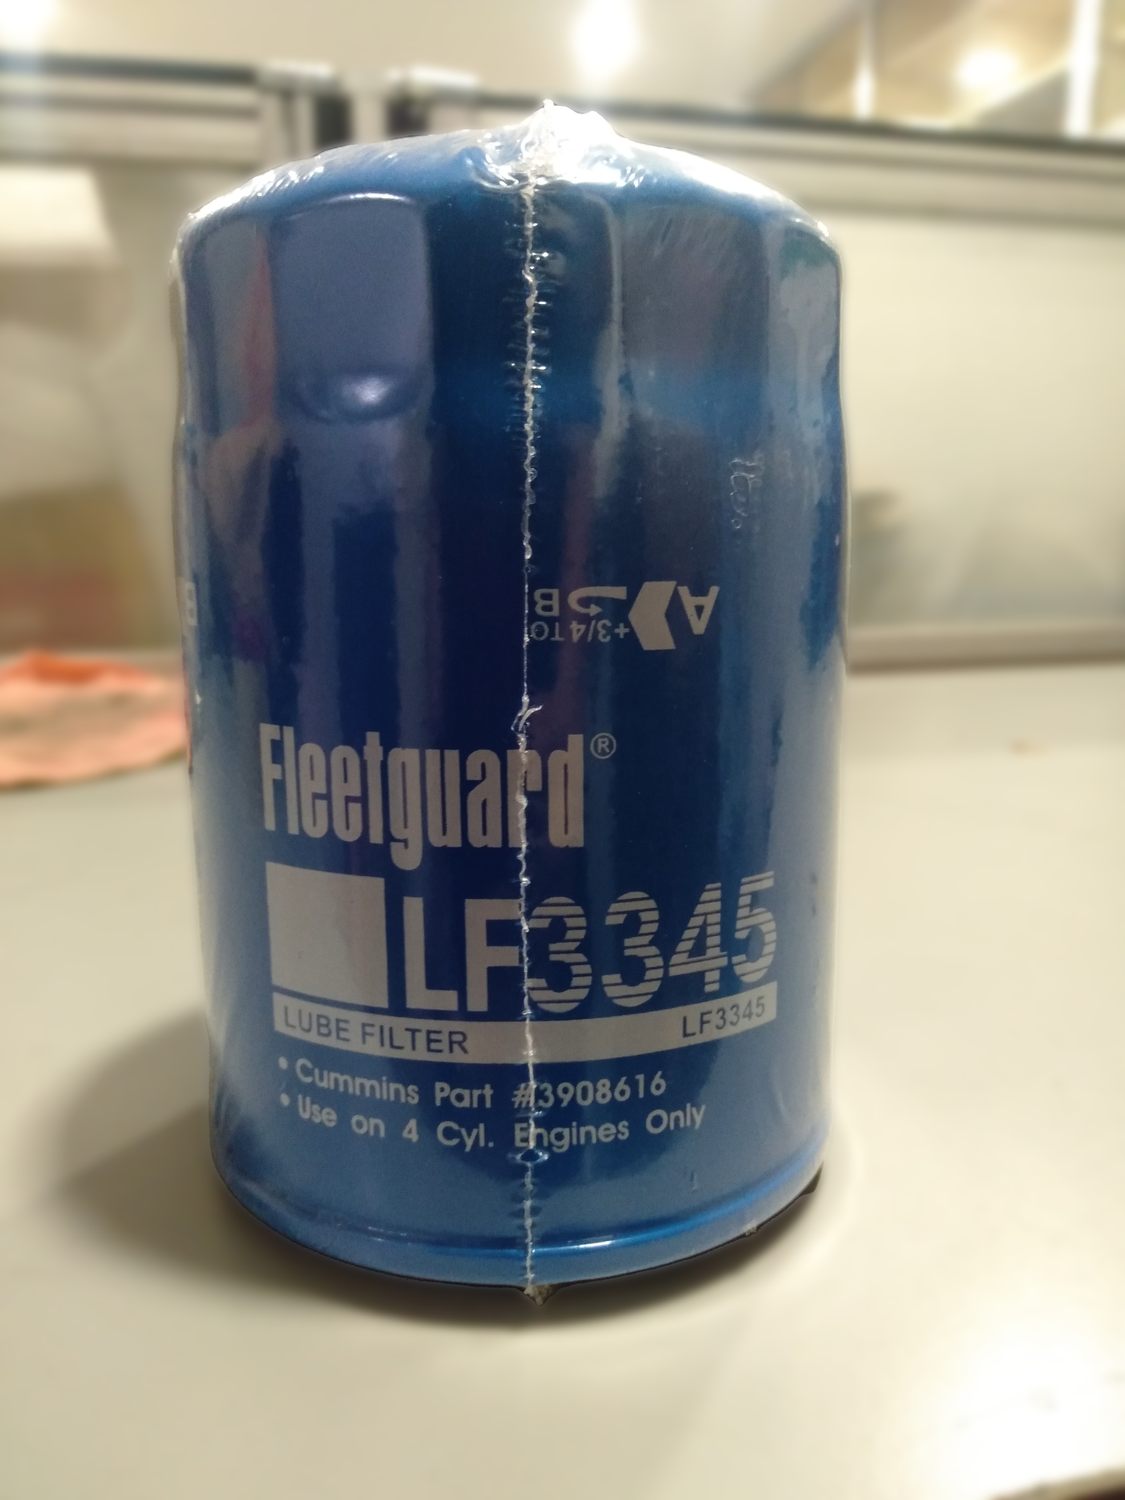 A
+3/4 TO B
B
Fleetguard®
LF3345
LUBE FILTER LF3345
• Cummins Part #3908616
• Use on 4 Cyl. Engines Only